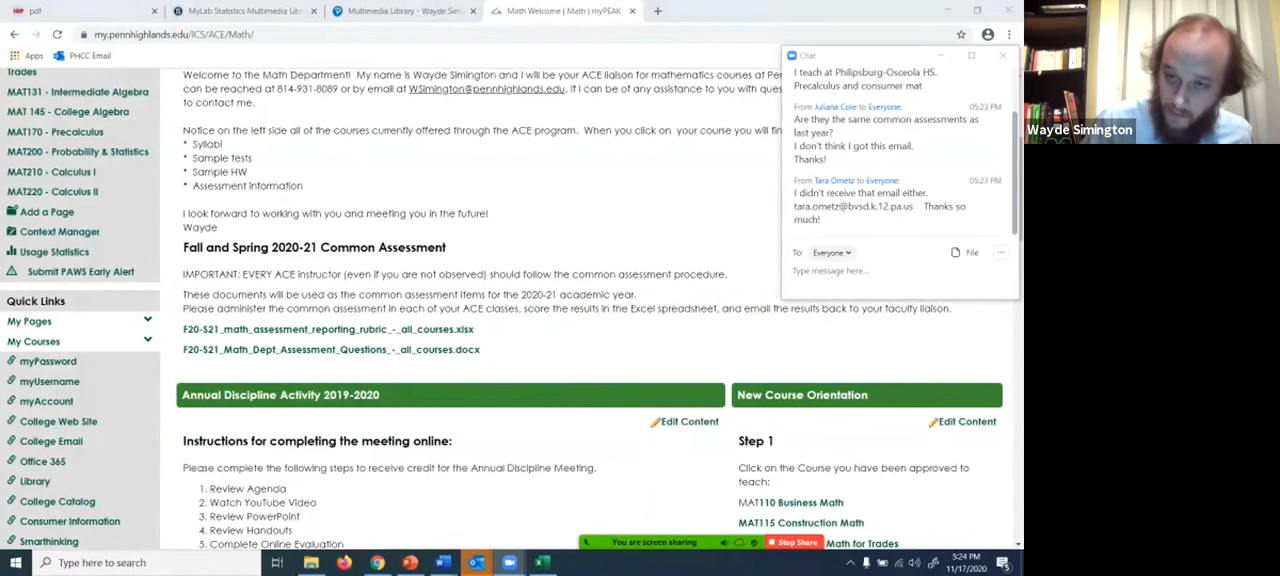 pdf
MyLab Statistics Multimedia Libr
Multimedia Library - Wayde Sim
Math Welcome | Math | myPEAK
my.pennhighlands.edu/ICS/ACE/Math/
Apps
PHCC Email
Trades
MAT131 - Intermediate Algebra
MAT 145 - College Algebra
MAT170 - Precalculus
MAT200 - Probability & Statistics
MAT210 - Calculus I
MAT220 - Calculus II
Add a Page
Context Manager
Usage Statistics
Submit PAWS Early Alert
Quick Links
My Pages
My Courses
myPassword
myUsername
myAccount
College Web Site
College Email
Office 365
Library
College Catalog
Consumer Information
Smarthinking
Welcome to the Math Department! My name is Wayde Simington and I will be your ACE liaison for mathematics courses at Pen
can be reached at 814-931-8089 or by email at WSimington@pennhighlands.edu. If I can be of any assistance to you with ques
to contact me.
Notice on the left side all of the courses currently offered through the ACE program. When you click on your course you will fin
* Syllabi
* Sample tests
* Sample HW
* Assessment information
I look forward to working with you and meeting you in the future!
Wayde
Fall and Spring 2020-21 Common Assessment
IMPORTANT: EVERY ACE instructor (even if you are not observed) should follow the common assessment procedure.
These documents will be used as the common assessment items for the 2020-21 academic year.
Please administer the common assessment in each of your ACE classes, score the results in the Excel spreadsheet, and email the results back to your faculty liaison.
F20-S21_math_assessment_reporting_rubric_-_all_courses.xlsx
F20-S21_Math_Dept_Assessment_Questions_-_all_courses.docx
Annual Discipline Activity 2019-2020
Edit Content
Instructions for completing the meeting online:
Please complete the following steps to receive credit for the Annual Discipline Meeting.
1. Review Agenda
2. Watch YouTube Video
3. Review PowerPoint
4. Review Handouts
5. Complete Online Evaluation
New Course Orientation
Edit Content
Step 1
Click on the Course you have been approved to
teach:
MAT110 Business Math
MAT115 Construction Math
Math for Trades
Chat
I teach at Philipsburg-Osceola HS.
Precalculus and consumer mat
From Juliana Cole to Everyone: 05:23 PM
Are they the same common assessments as
last year?
I don't think I got this email.
Thanks!
From Tara Ometz to Everyone: 05:23 PM
I didn't receive that email either.
tara.ometz@bvsd.k.12.pa.us Thanks so
much!
To: Everyone
File
Type message here...
Wayde Simington
You are screen sharing
Stop Share
Type here to search
5:24 PM
11/17/2020
5